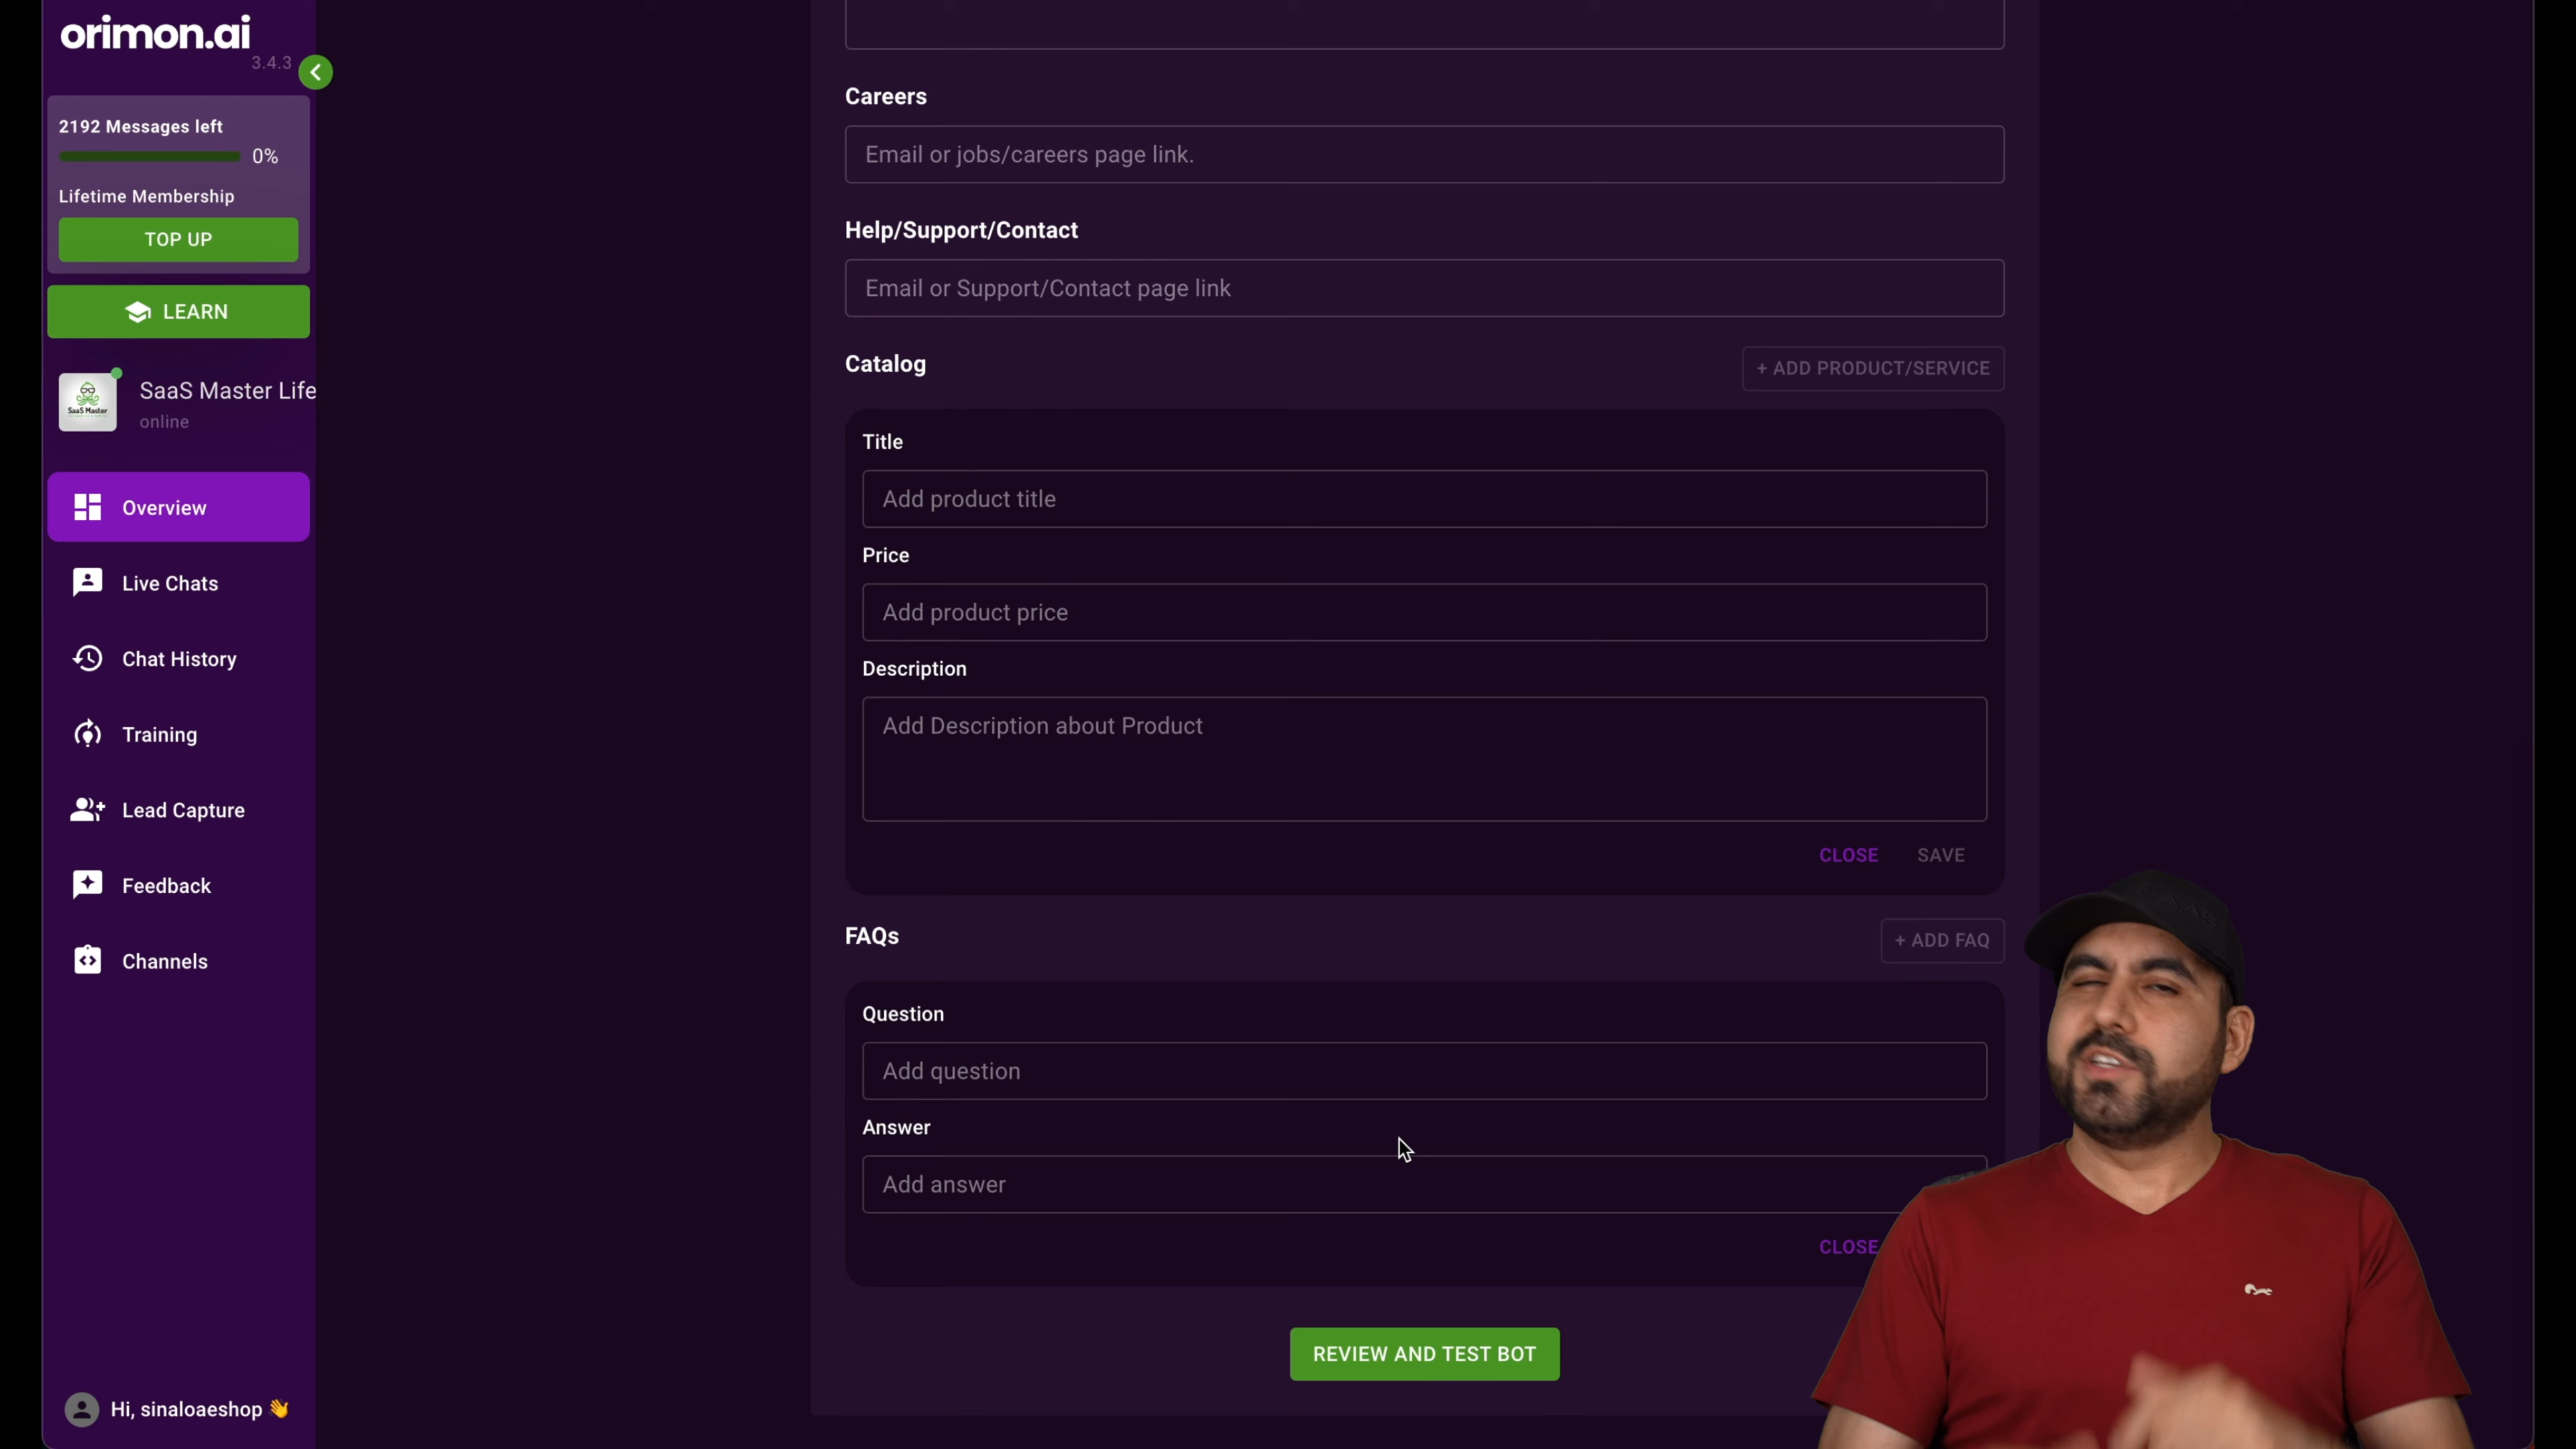 orimon.ai
3.4.3
2192 Messages left
0%
Lifetime Membership
TOP UP
LEARN
SaaS Master
SaaS Master Life
online
Overview
Live Chats
Chat History
Training
Lead Capture
Feedback
Channels
Hi, sinaloaeshop 👋
Careers
Email or jobs/careers page link.
Help/Support/Contact
Email or Support/Contact page link
Catalog
+ ADD PRODUCT/SERVICE
Title
Add product title
Price
Add product price
Description
Add Description about Product
CLOSE SAVE
FAQs
+ ADD FAQ
Question
Add question
Answer
Add answer
CLOSE
REVIEW AND TEST BOT